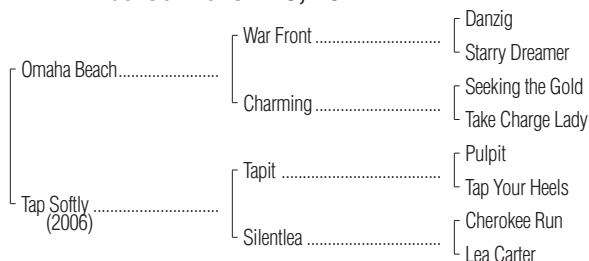 Danzig
War Front ................................
Starry Dreamer
Omaha Beach.........................
Seeking the Gold
Charming ................................
Take Charge Lady
Pulpit
Tapit ........................................
Tap Your Heels
Tap Softly ...............................
(2006)
Cherokee Run
Silentlea ..................................
Lea Carter